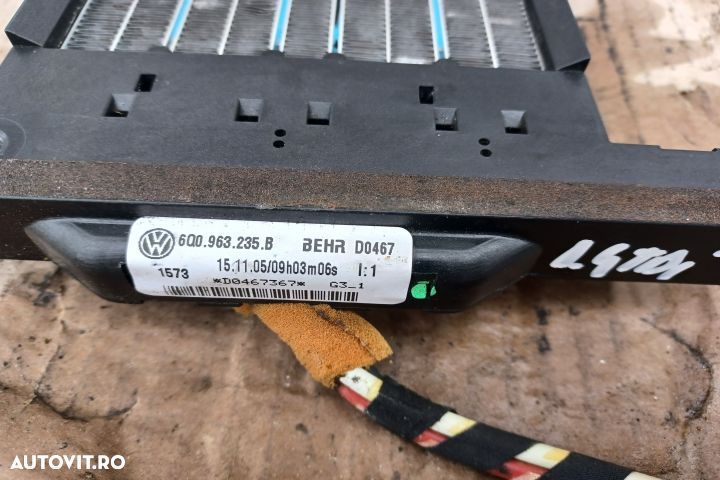 6Q0.963.235.B BEHR D0467
1573 15.11.05/09h03m06s I:1
*D0467367* G3_1
AUTOVIT.RO